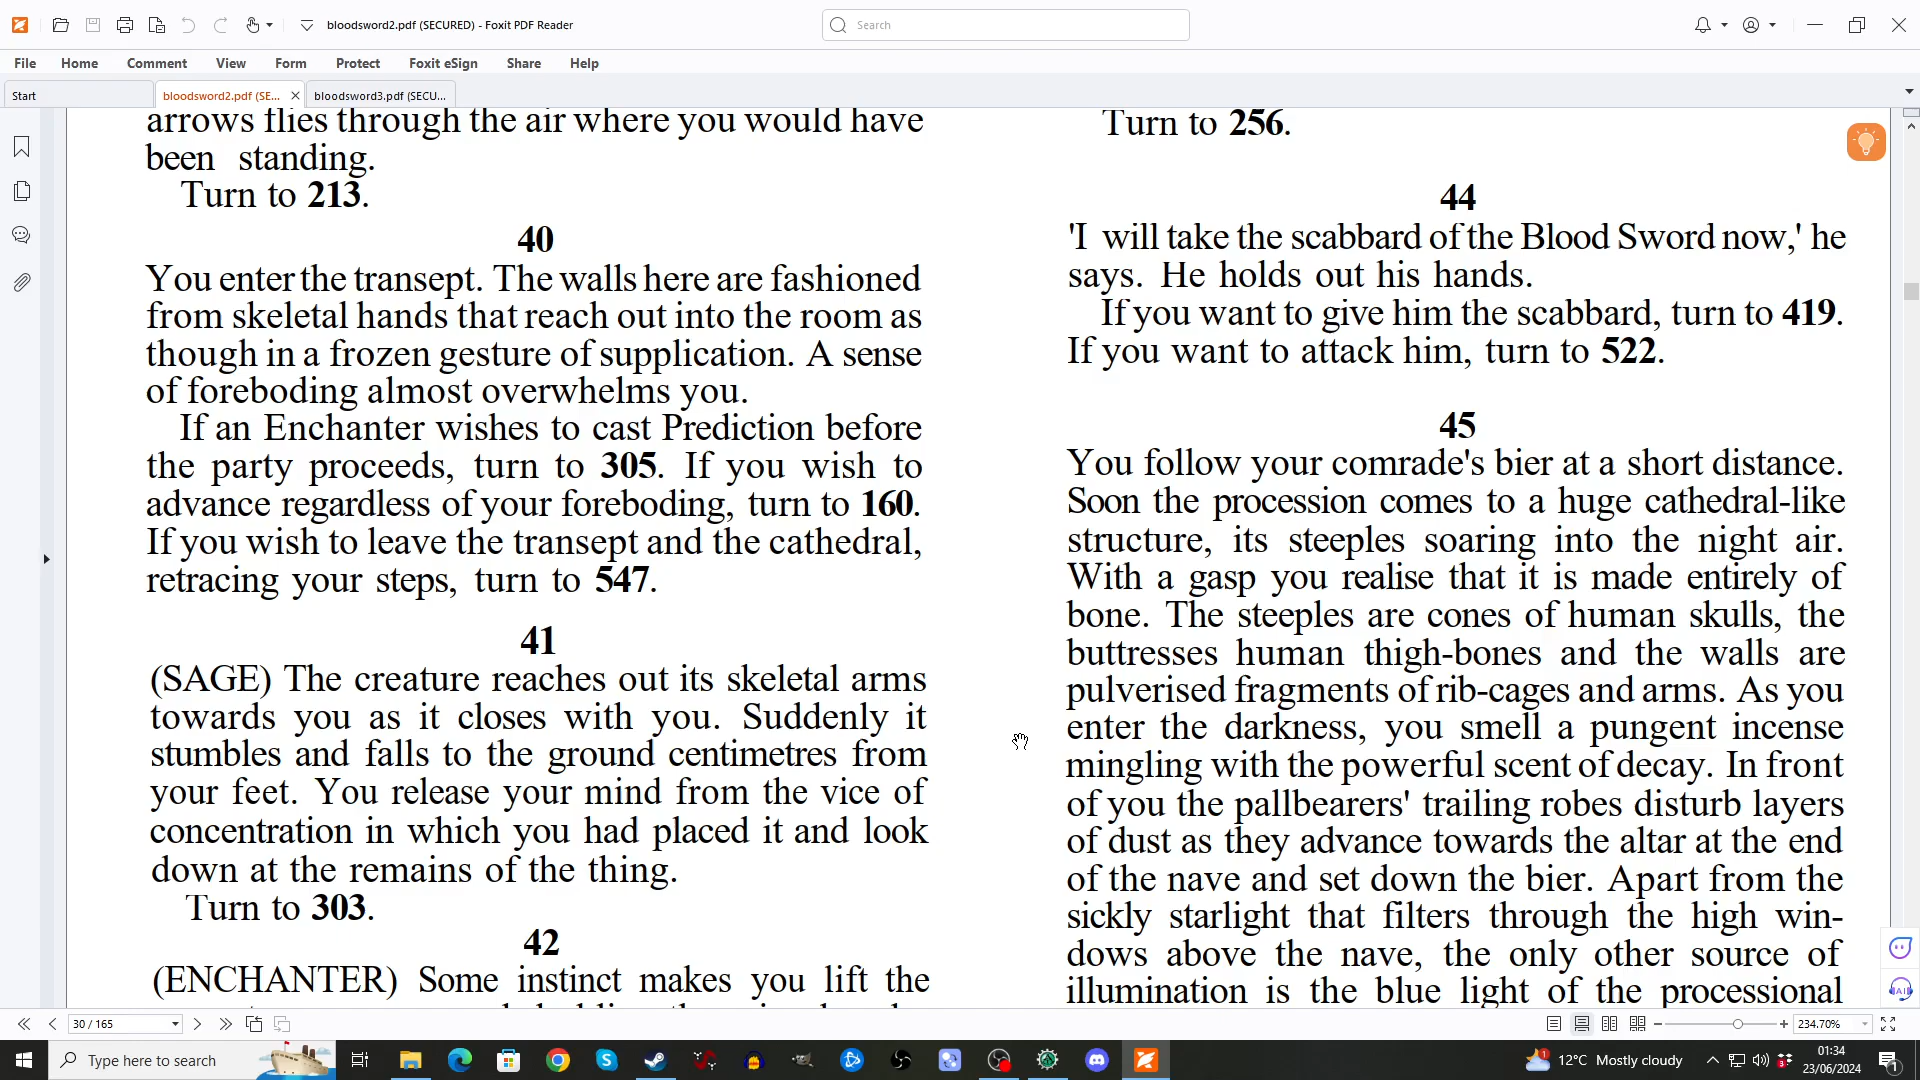 bloodsword2.pdf (SECURED) - Foxit PDF Reader
Search
File Home Comment View Form Protect Foxit eSign Share Help
Start
bloodsword2.pdf (SE...
bloodsword3.pdf (SECU...
arrows flies through the air where you would have
been standing.
Turn to 213.
40
You enter the transept. The walls here are fashioned
from skeletal hands that reach out into the room as
though in a frozen gesture of supplication. A sense
of foreboding almost overwhelms you.
If an Enchanter wishes to cast Prediction before
the party proceeds, turn to 305. If you wish to
advance regardless of your foreboding, turn to 160.
If you wish to leave the transept and the cathedral,
retracing your steps, turn to 547.
41
(SAGE) The creature reaches out its skeletal arms
towards you as it closes with you. Suddenly it
stumbles and falls to the ground centimetres from
your feet. You release your mind from the vice of
concentration in which you had placed it and look
down at the remains of the thing.
Turn to 303.
42
(ENCHANTER) Some instinct makes you lift the
Turn to 256.
44
'I will take the scabbard of the Blood Sword now,' he
says. He holds out his hands.
If you want to give him the scabbard, turn to 419.
If you want to attack him, turn to 522.
45
You follow your comrade's bier at a short distance.
Soon the procession comes to a huge cathedral-like
structure, its steeples soaring into the night air.
With a gasp you realise that it is made entirely of
bone. The steeples are cones of human skulls, the
buttresses human thigh-bones and the walls are
pulverised fragments of rib-cages and arms. As you
enter the darkness, you smell a pungent incense
mingling with the powerful scent of decay. In front
of you the pallbearers' trailing robes disturb layers
of dust as they advance towards the altar at the end
of the nave and set down the bier. Apart from the
sickly starlight that filters through the high win-
dows above the nave, the only other source of
illumination is the blue light of the processional
30 / 165
234.70%
Type here to search
12°C Mostly cloudy
01:34
23/06/2024